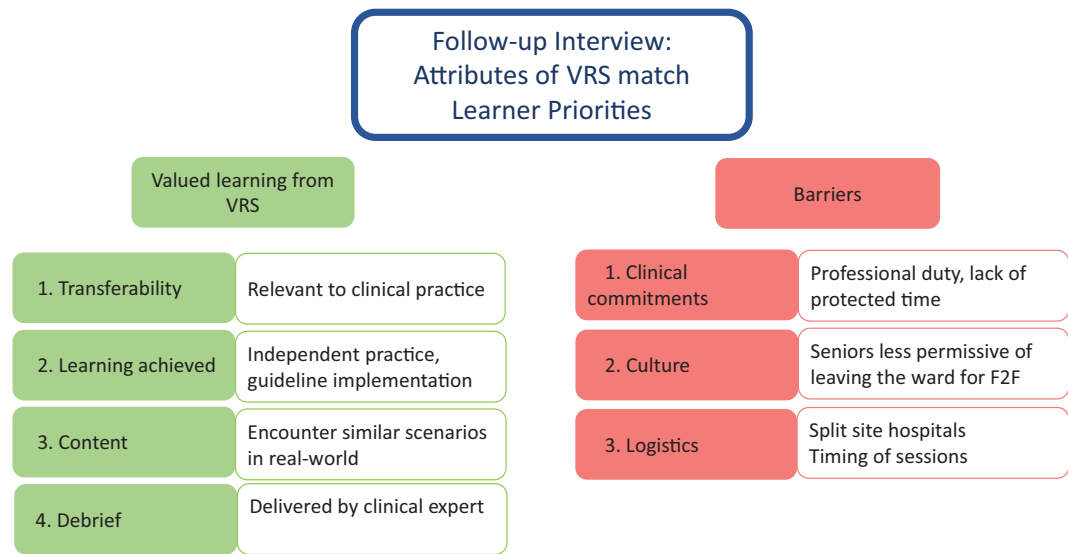 Follow-up Interview:
Attributes of VRS match
Learner Priorities
Valued learning from
VRS
1. Transferability
Relevant to clinical practice
2. Learning achieved
Independent practice,
guideline implementation
3. Content
Encounter similar scenarios
in real-world
4. Debrief
Delivered by clinical expert
Barriers
1. Clinical
commitments
Professional duty, lack of
protected time
2. Culture
Seniors less permissive of
leaving the ward for F2F
3. Logistics
Split site hospitals
Timing of sessions